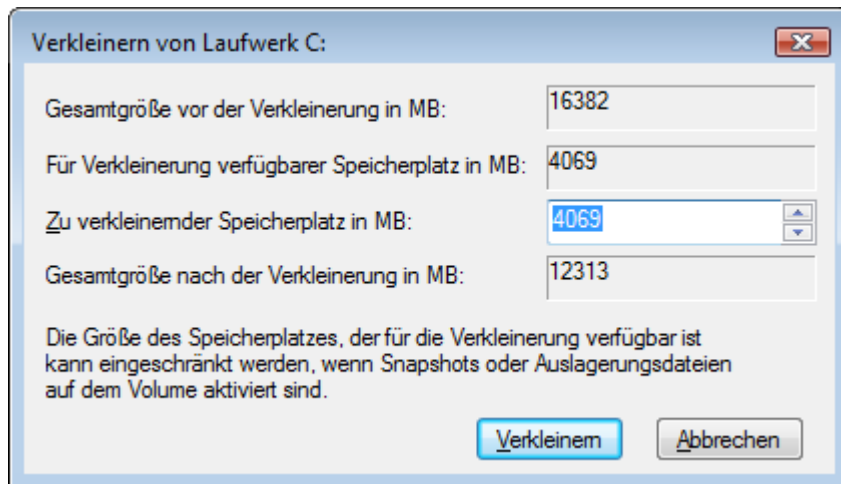 Verkleinern von Laufwerk C:
Gesamtgröße vor der Verkleinerung in MB: 16382
Für Verkleinerung verfügbarer Speicherplatz in MB: 4069
Zu verkleinernder Speicherplatz in MB: 4069
Gesamtgröße nach der Verkleinerung in MB: 12313
Die Größe des Speicherplatzes, der für die Verkleinerung verfügbar ist
kann eingeschränkt werden, wenn Snapshots oder Auslagerungsdateien
auf dem Volume aktiviert sind.
Verkleinern Abbrechen